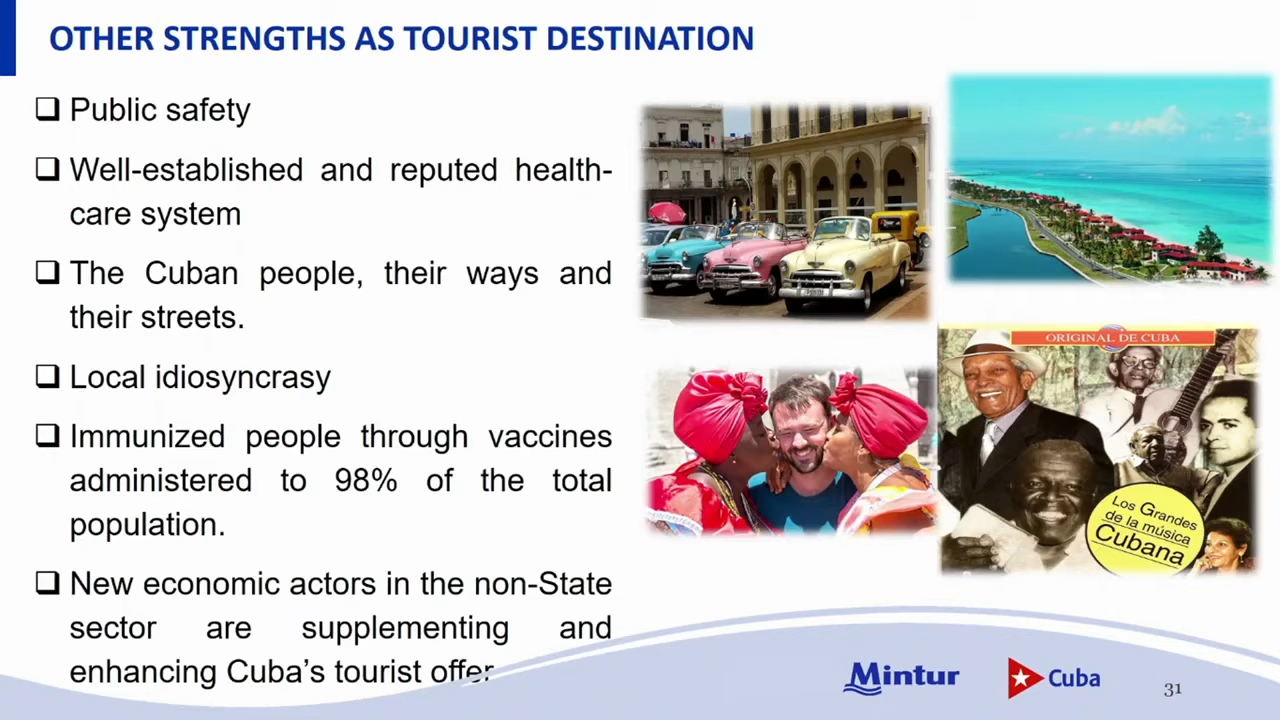 OTHER STRENGTHS AS TOURIST DESTINATION
❑ Public safety
❑ Well-established and reputed health-
care system
❑ The Cuban people, their ways and
their streets.
❑ Local idiosyncrasy
❑ Immunized people through vaccines
administered to 98% of the total
population.
❑ New economic actors in the non-State
sector are supplementing and
enhancing Cuba's tourist offer
ORIGINAL DE CUBA
Los Grandes
de la música
Cubana
Mintur
Cuba
31